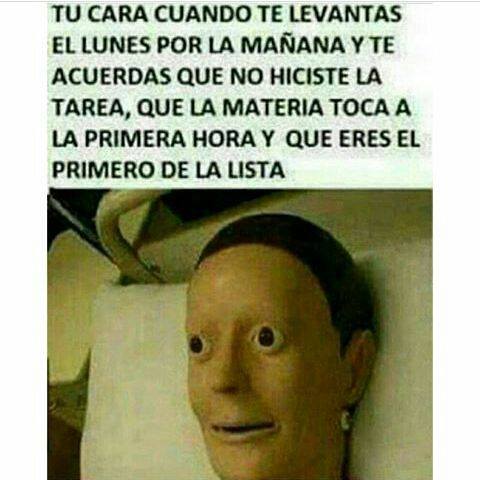 TU CARA CUANDO TE LEVANTAS
EL LUNES POR LA MAÑANA Y TE
ACUERDAS QUE NO HICISTE LA
TAREA, QUE LA MATERIA TOCA A
LA PRIMERA HORA Y QUE ERES EL
PRIMERO DE LA LISTA